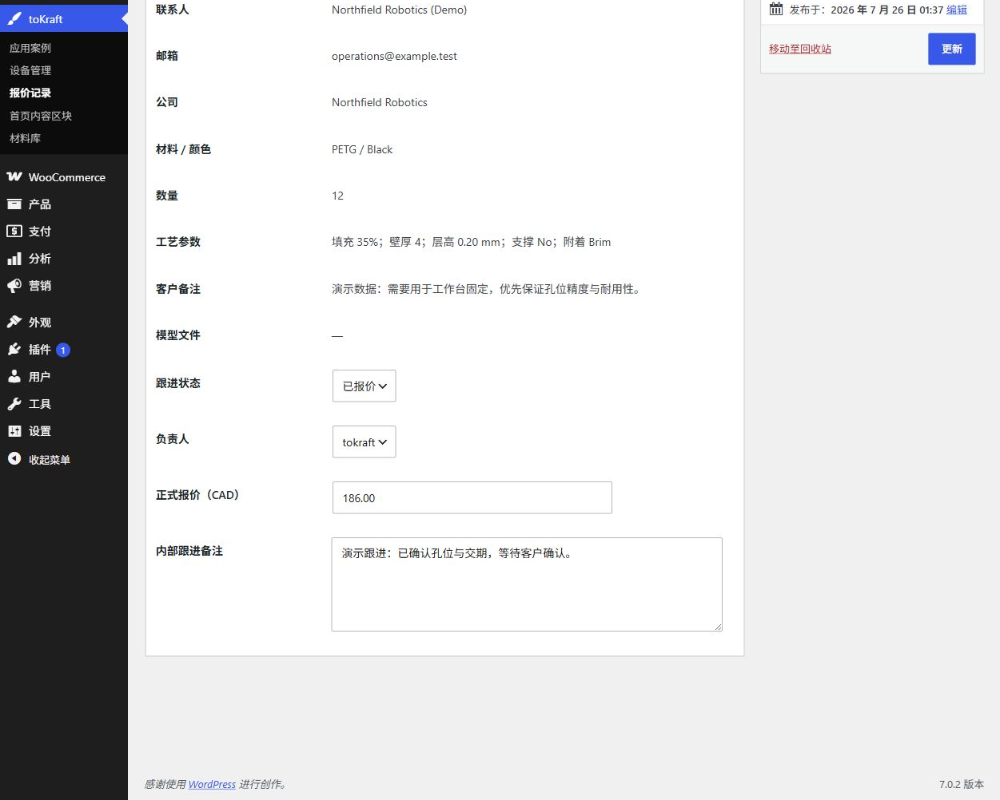 toKraft
应用案例
设备管理
报价记录
首页内容区块
材料库
WooCommerce
产品
支付
分析
营销
外观
插件 1
用户
工具
设置
收起菜单
联系人 Northfield Robotics (Demo)
邮箱 operations@example.test
公司 Northfield Robotics
材料 / 颜色 PETG / Black
数量 12
工艺参数 填充 35%；壁厚 4；层高 0.20 mm；支撑 No；附着 Brim
客户备注 演示数据：需要用于工作台固定，优先保证孔位精度与耐用性。
模型文件 —
跟进状态 已报价
负责人 tokraft
正式报价（CAD） 186.00
内部跟进备注 演示跟进：已确认孔位与交期，等待客户确认。
发布于：2026 年 7 月 26 日 01:37 编辑
移动至回收站 更新
感谢使用 WordPress 进行创作。 7.0.2 版本